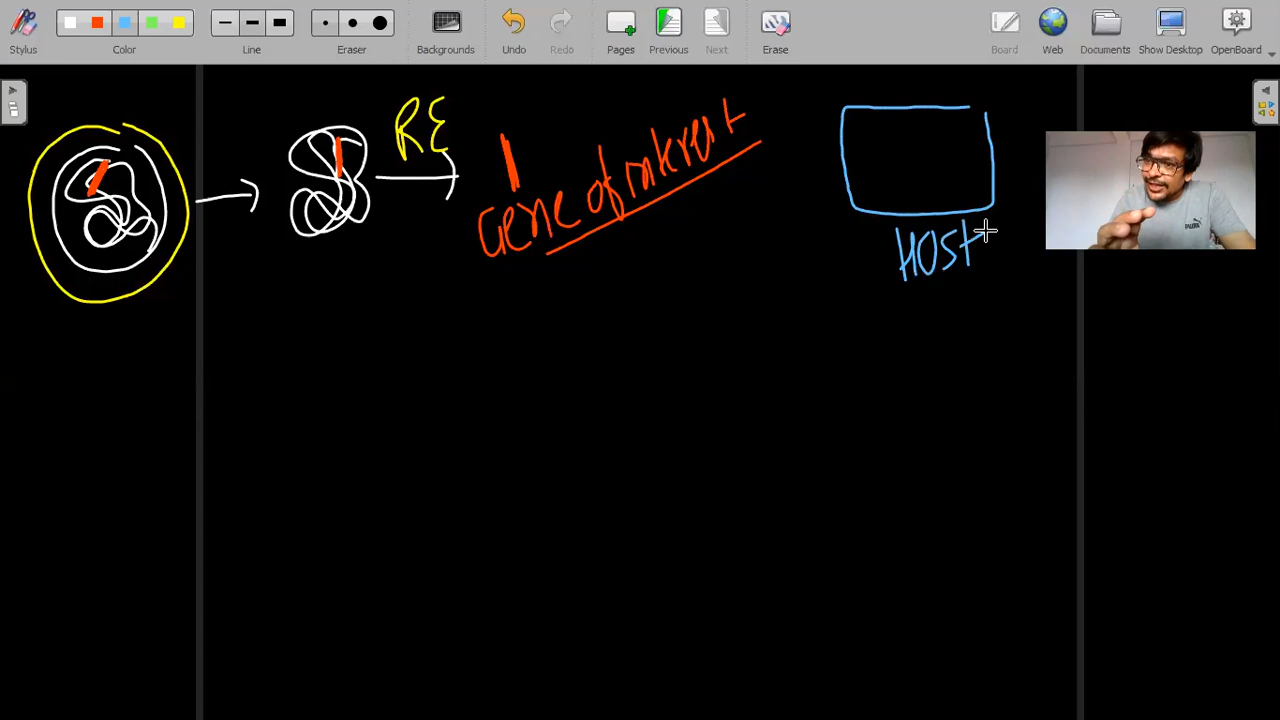 Stylus
Color
Line
Eraser
Backgrounds
Undo
Redo
Pages
Previous
Next
Erase
Board
Web
Documents
Show Desktop
OpenBoard
RE
Gene of interest
HOST
PUMA